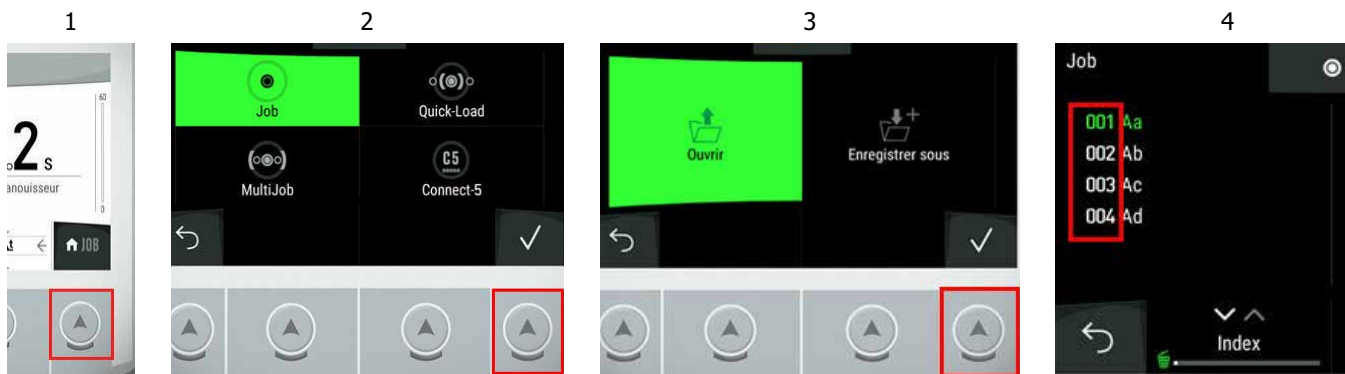 1
2
3
4
2 s
60
anouisseur
0
JOB
Job
Quick-Load
MultiJob
C5
Connect-5
Ouvrir
Enregistrer sous
Job
001 Aa
002 Ab
003 Ac
004 Ad
Index